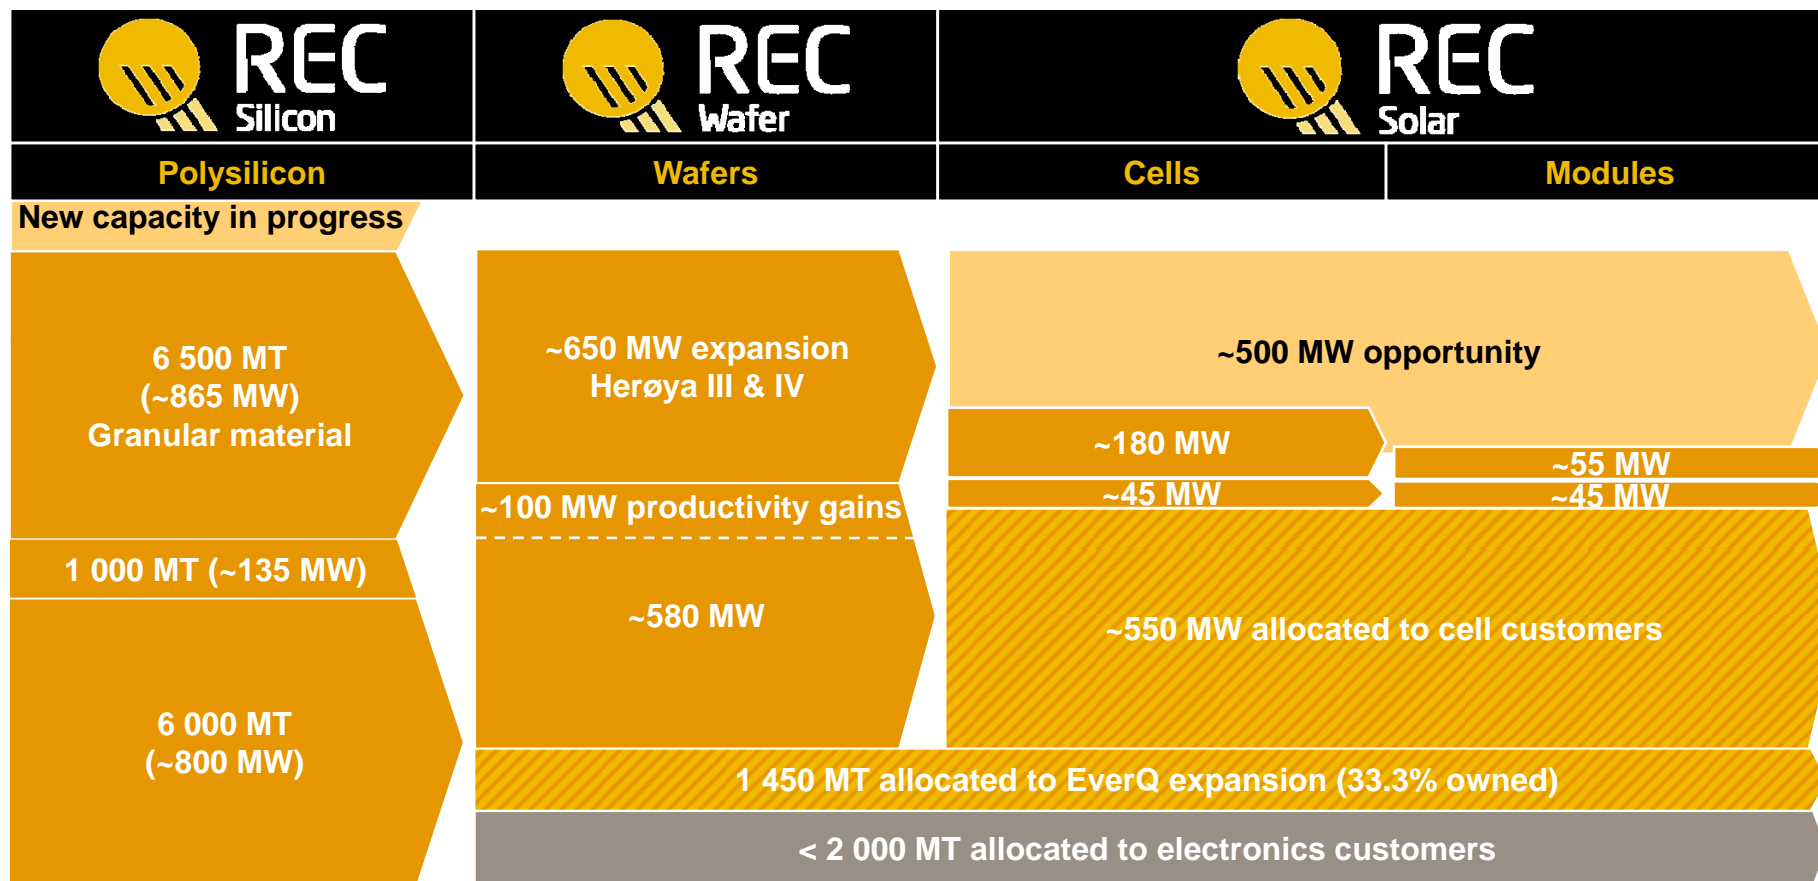 REC
Silicon
REC
Wafer
REC
Solar
Polysilicon
Wafers
Cells
Modules
New capacity in progress
6 500 MT
(~865 MW)
Granular material
1 000 MT (~135 MW)
6 000 MT
(~800 MW)
~650 MW expansion
Herøya III & IV
~100 MW productivity gains
~580 MW
~500 MW opportunity
~180 MW
~55 MW
~45 MW
~45 MW
~550 MW allocated to cell customers
1 450 MT allocated to EverQ expansion (33.3% owned)
< 2 000 MT allocated to electronics customers